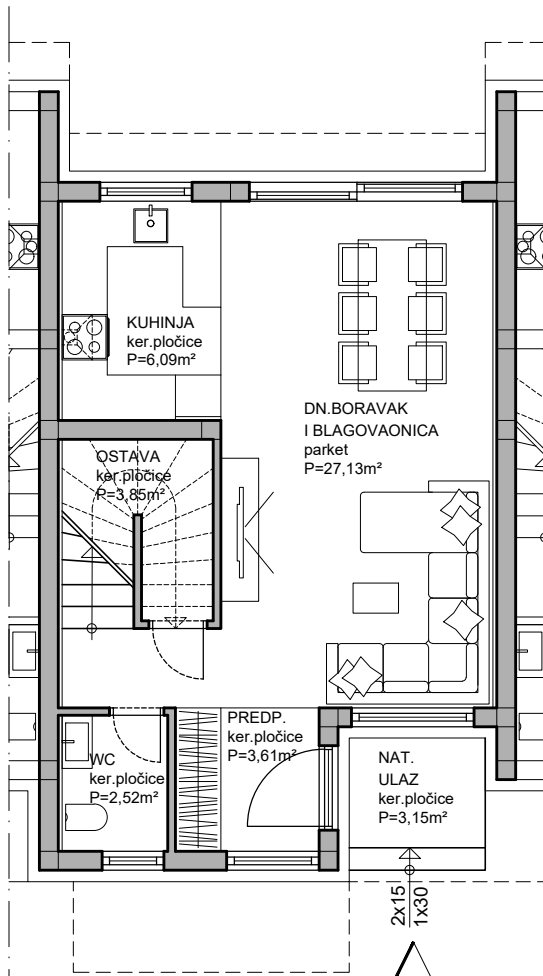 KUHINJA
ker.pločice
P=6,09m²
DN.BORAVAK
I BLAGOVAONICA
parket
P=27,13m²
OSTAVA
ker.pločice
P=3,85m²
PREDP.
ker.pločice
P=3,61m²
WC
ker.pločice
P=2,52m²
NAT.
ULAZ
ker.pločice
P=3,15m²
2x15
1x30